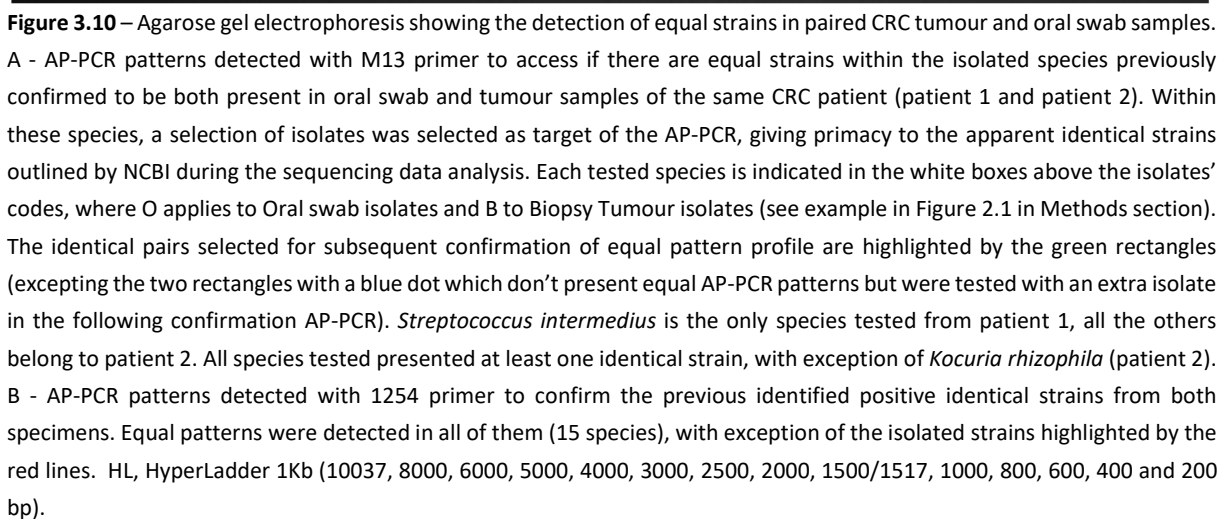 Figure 3.10 – Agarose gel electrophoresis showing the detection of equal strains in paired CRC tumour and oral swab samples.
A - AP-PCR patterns detected with M13 primer to access if there are equal strains within the isolated species previously
confirmed to be both present in oral swab and tumour samples of the same CRC patient (patient 1 and patient 2). Within
these species, a selection of isolates was selected as target of the AP-PCR, giving primacy to the apparent identical strains
outlined by NCBI during the sequencing data analysis. Each tested species is indicated in the white boxes above the isolates’
codes, where O applies to Oral swab isolates and B to Biopsy Tumour isolates (see example in Figure 2.1 in Methods section).
The identical pairs selected for subsequent confirmation of equal pattern profile are highlighted by the green rectangles
(excepting the two rectangles with a blue dot which don’t present equal AP-PCR patterns but were tested with an extra isolate
in the following confirmation AP-PCR). Streptococcus intermedius is the only species tested from patient 1, all the others
belong to patient 2. All species tested presented at least one identical strain, with exception of Kocuria rhizophila (patient 2).
B - AP-PCR patterns detected with 1254 primer to confirm the previous identified positive identical strains from both
specimens. Equal patterns were detected in all of them (15 species), with exception of the isolated strains highlighted by the
red lines. HL, HyperLadder 1Kb (10037, 8000, 6000, 5000, 4000, 3000, 2500, 2000, 1500/1517, 1000, 800, 600, 400 and 200
bp).